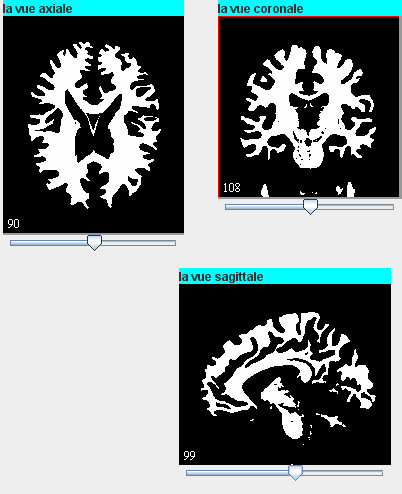 la vue axiale
90
la vue coronale
108
la vue sagittale
99